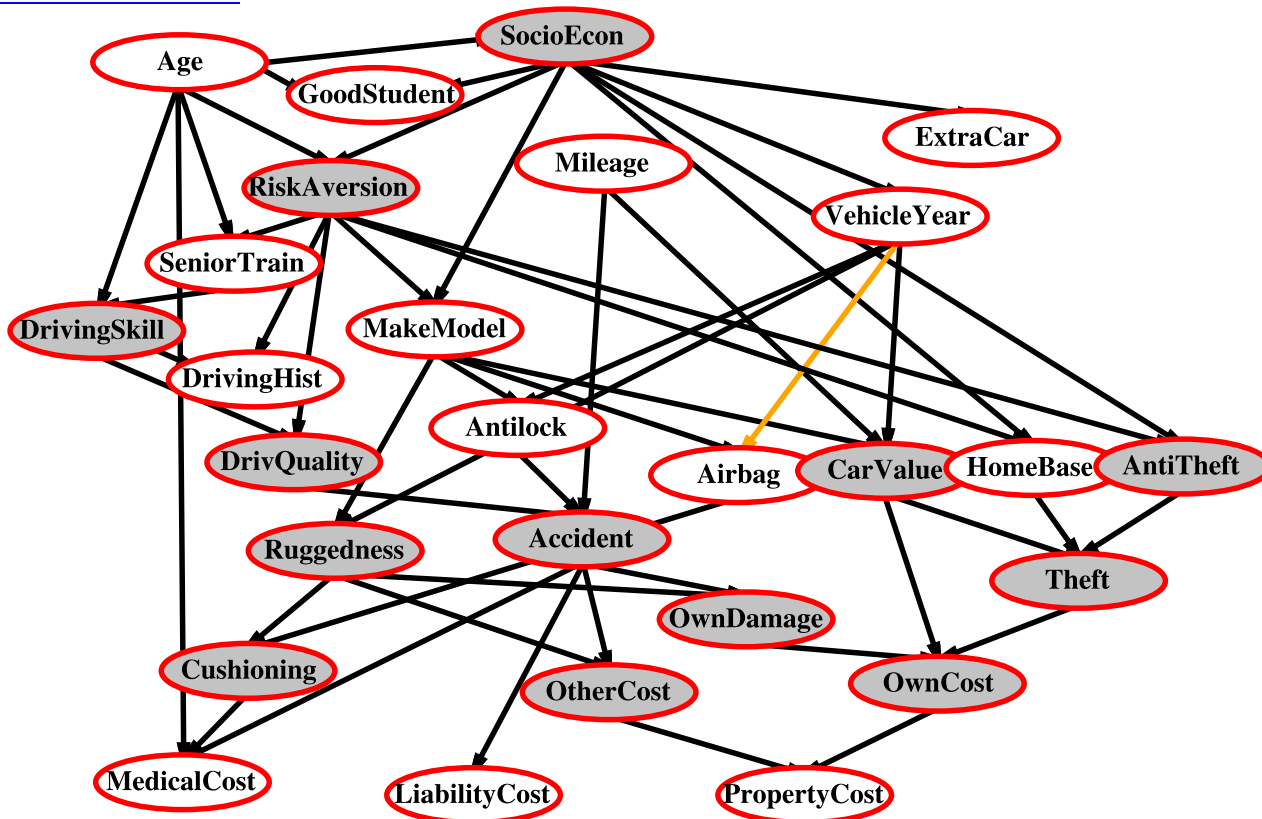 SocioEcon
Age
GoodStudent
ExtraCar
Mileage
RiskAversion
VehicleYear
SeniorTrain
DrivingSkill
MakeModel
DrivingHist
Antilock
DrivQuality
Airbag
CarValue
HomeBase
AntiTheft
Accident
Ruggedness
Theft
OwnDamage
Cushioning
OtherCost
OwnCost
MedicalCost
LiabilityCost
PropertyCost